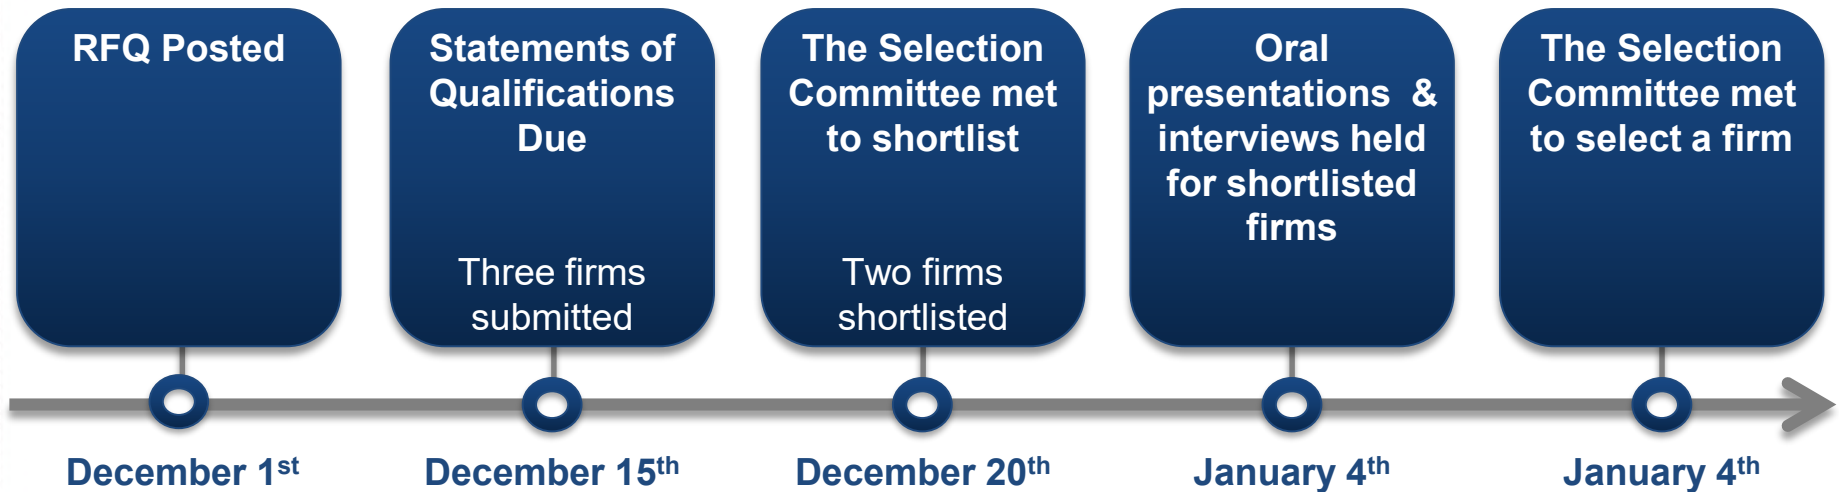 RFQ Posted
Statements of
Qualifications
Due
Three firms
submitted
The Selection
Committee met
to shortlist
Two firms
shortlisted
Oral
presentations & 
interviews held
for shortlisted
firms
The Selection
Committee met
to select a firm
December 1st
December 15th
December 20th
January 4th
January 4th